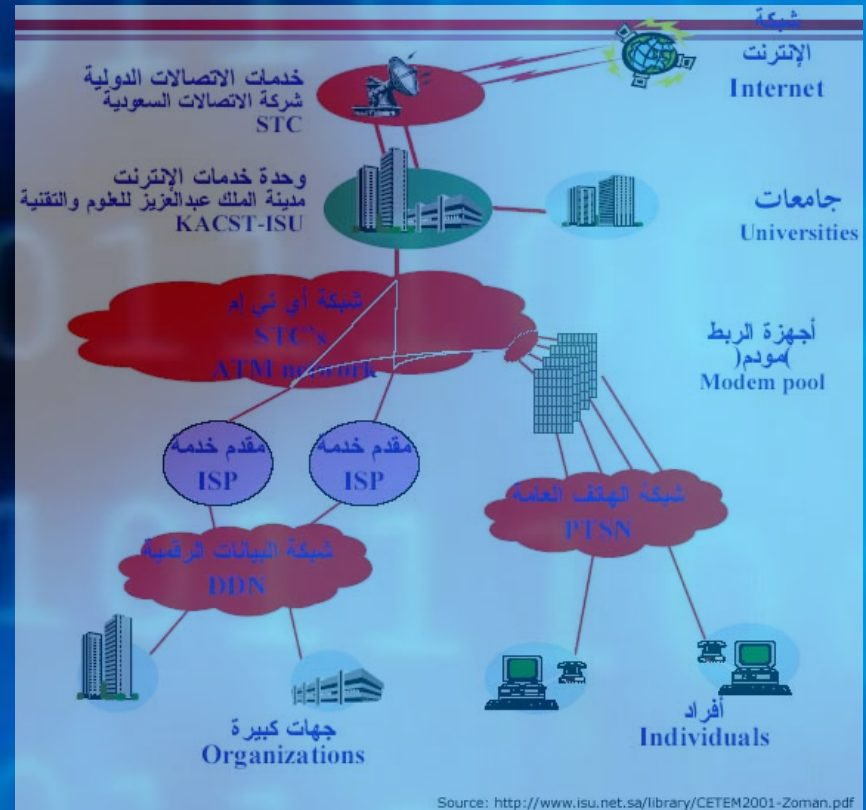 شبكة
الإنترنت
Internet
خدمات الاتصالات الدولية
شركة الاتصالات السعودية
STC
وحدة خدمات الإنترنت
مدينة الملك عبدالعزيز للعلوم والتقنية
KACST-ISU
جامعات
Universities
شبكة أي تي إم
STC's
ATM network
أجهزة الربط
)مودم(
Modem pool
مقدم خدمة
ISP
مقدم خدمة
ISP
شبكة الهاتف العامة
PTSN
شبكة البيانات الرقمية
DDN
جهات كبيرة
Organizations
أفراد
Individuals
Source: http://www.isu.net.sa/library/CETEM2001-Zoman.pdf